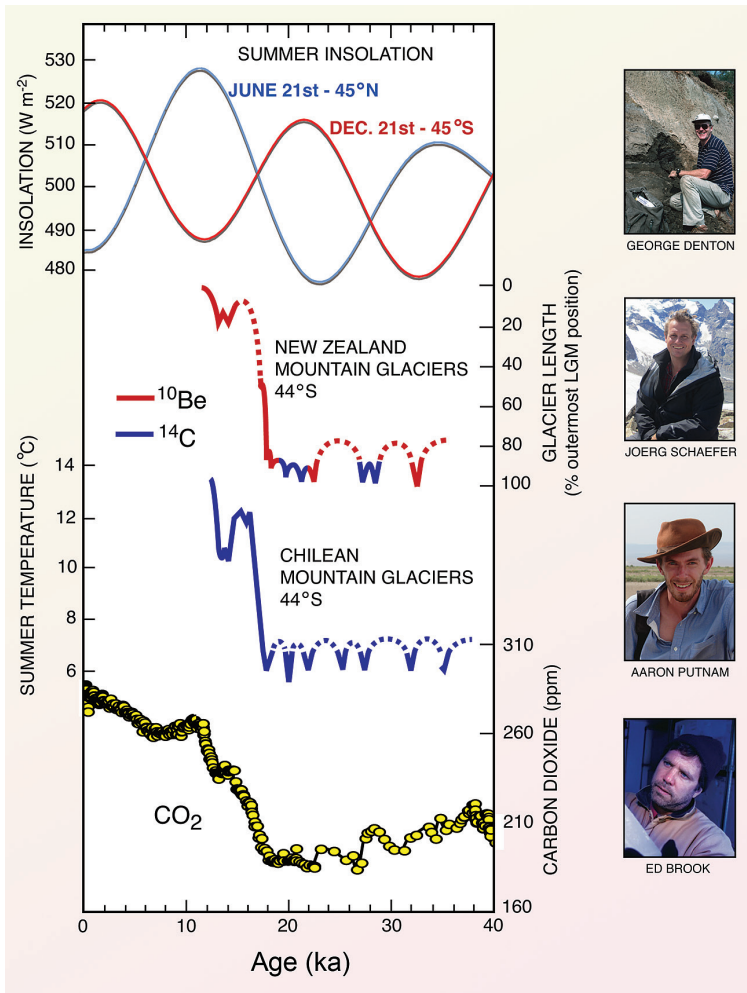 530
520
510
500
490
480
INSOLATION (W m-2)
SUMMER INSOLATION
JUNE 21st - 45°N
DEC. 21st - 45°S
0
20
40
60
80
100
GLACIER LENGTH
(% outermost LGM position)
NEW ZEALAND
MOUNTAIN GLACIERS
44°S
10Be
14C
14
12
10
8
6
SUMMER TEMPERATURE (°C)
CHILEAN
MOUNTAIN GLACIERS
44°S
310
260
210
160
CARBON DIOXIDE (ppm)
CO2
0
10
20
30
40
Age (ka)
GEORGE DENTON
JOERG SCHAEFER
AARON PUTNAM
ED BROOK